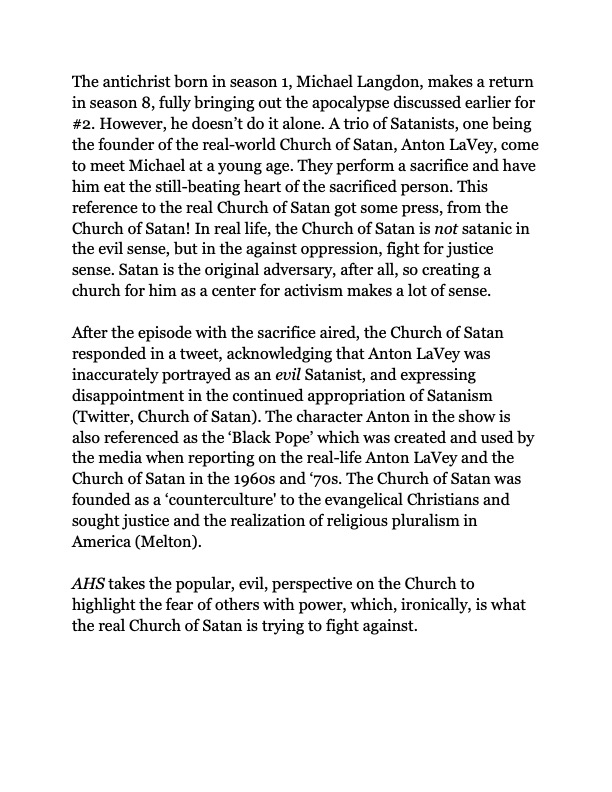 The antichrist born in season 1, Michael Langdon, makes a return
in season 8, fully bringing out the apocalypse discussed earlier for
#2. However, he doesn’t do it alone. A trio of Satanists, one being
the founder of the real-world Church of Satan, Anton LaVey, come
to meet Michael at a young age. They perform a sacrifice and have
him eat the still-beating heart of the sacrificed person. This
reference to the real Church of Satan got some press, from the
Church of Satan! In real life, the Church of Satan is not satanic in
the evil sense, but in the against oppression, fight for justice
sense. Satan is the original adversary, after all, so creating a
church for him as a center for activism makes a lot of sense.

After the episode with the sacrifice aired, the Church of Satan
responded in a tweet, acknowledging that Anton LaVey was
inaccurately portrayed as an evil Satanist, and expressing
disappointment in the continued appropriation of Satanism
(Twitter, Church of Satan). The character Anton in the show is
also referenced as the ‘Black Pope’ which was created and used by
the media when reporting on the real-life Anton LaVey and the
Church of Satan in the 1960s and ‘70s. The Church of Satan was
founded as a ‘counterculture' to the evangelical Christians and
sought justice and the realization of religious pluralism in
America (Melton).

AHS takes the popular, evil, perspective on the Church to
highlight the fear of others with power, which, ironically, is what
the real Church of Satan is trying to fight against.